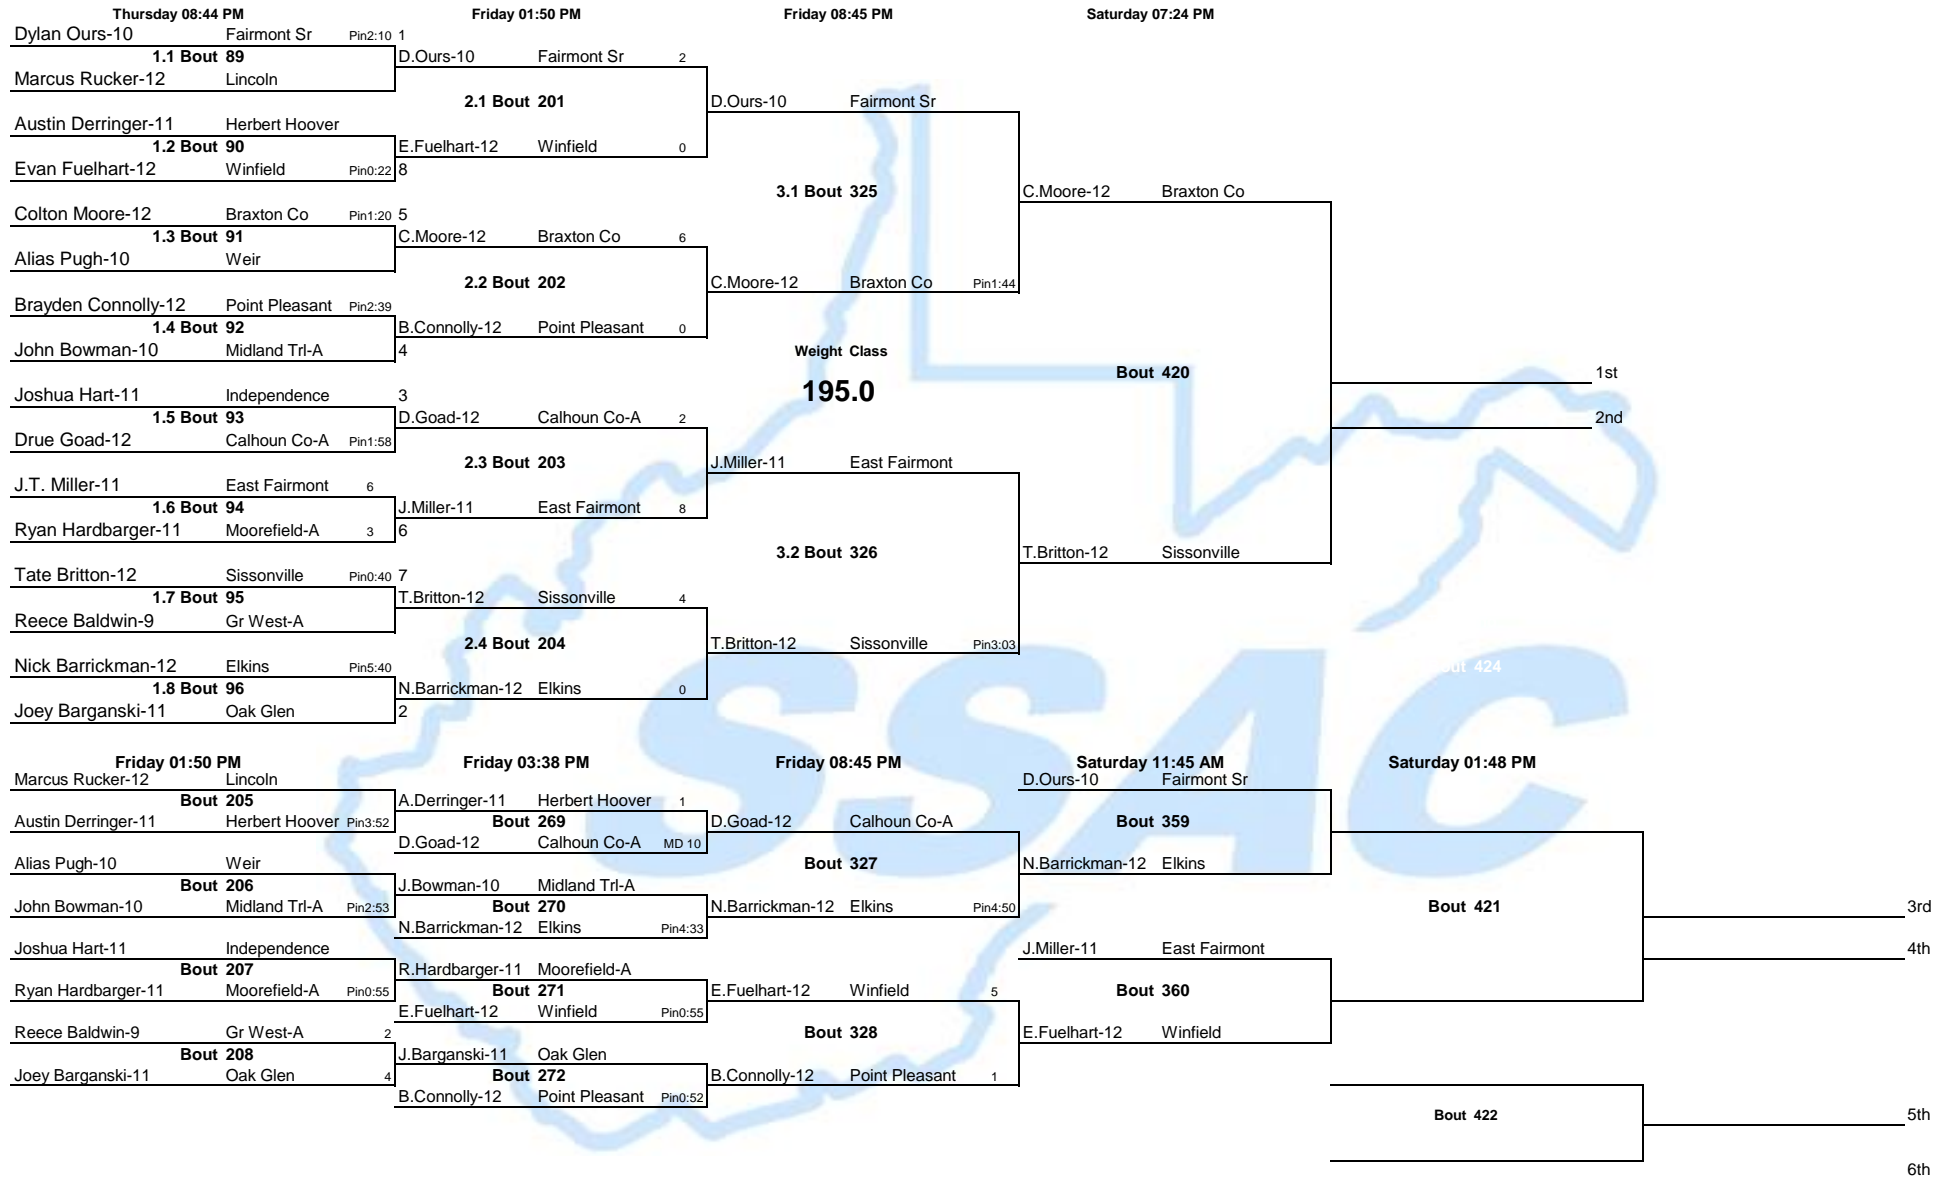 Thursday 08:44 PM Friday 01:50 PM Friday 08:45 PM Saturday 07:24 PM
Dylan Ours-10 Fairmont Sr Pin2:10 1
1.1 Bout 89 D.Ours-10 Fairmont Sr 2
Marcus Rucker-12 Lincoln
2.1 Bout 201 D.Ours-10 Fairmont Sr
Austin Derringer-11 Herbert Hoover
1.2 Bout 90 E.Fuelhart-12 Winfield 0
Evan Fuelhart-12 Winfield Pin0:22 8
3.1 Bout 325 C.Moore-12 Braxton Co
Colton Moore-12 Braxton Co Pin1:20 5
1.3 Bout 91 C.Moore-12 Braxton Co 6
Alias Pugh-10 Weir
2.2 Bout 202 C.Moore-12 Braxton Co Pin1:44
Brayden Connolly-12 Point Pleasant Pin2:39
1.4 Bout 92 B.Connolly-12 Point Pleasant 0
John Bowman-10 Midland Trl-A 4
Weight Class
Bout 420 1st
Joshua Hart-11 Independence 3 195.0
1.5 Bout 93 D.Goad-12 Calhoun Co-A 2 2nd
Drue Goad-12 Calhoun Co-A Pin1:58
2.3 Bout 203 J.Miller-11 East Fairmont
J.T. Miller-11 East Fairmont 6
1.6 Bout 94 J.Miller-11 East Fairmont 8
Ryan Hardbarger-11 Moorefield-A 3 6
3.2 Bout 326 T.Britton-12 Sissonville
Tate Britton-12 Sissonville Pin0:40 7
1.7 Bout 95 T.Britton-12 Sissonville 4
Reece Baldwin-9 Gr West-A
2.4 Bout 204 T.Britton-12 Sissonville Pin3:03
Nick Barrickman-12 Elkins Pin5:40 424
1.8 Bout 96 N.Barrickman-12 Elkins 0
Joey Barganski-11 Oak Glen 2
SSAC
Friday 01:50 PM Friday 03:38 PM Friday 08:45 PM Saturday 11:45 AM Saturday 01:48 PM
Marcus Rucker-12 Lincoln D.Ours-10 Fairmont Sr
Bout 205 A.Derringer-11 Herbert Hoover 1
Austin Derringer-11 Herbert Hoover Pin3:52 Bout 269 D.Goad-12 Calhoun Co-A Bout 359
D.Goad-12 Calhoun Co-A MD 10
Alias Pugh-10 Weir Bout 327 N.Barrickman-12 Elkins
Bout 206 J.Bowman-10 Midland Trl-A
John Bowman-10 Midland Trl-A Pin2:53 Bout 270 N.Barrickman-12 Elkins Pin4:50 Bout 421 3rd
N.Barrickman-12 Elkins Pin4:33
Joshua Hart-11 Independence J.Miller-11 East Fairmont 4th
Bout 207 R.Hardbarger-11 Moorefield-A
Ryan Hardbarger-11 Moorefield-A Pin0:55 Bout 271 E.Fuelhart-12 Winfield 5 Bout 360
E.Fuelhart-12 Winfield Pin0:55
Reece Baldwin-9 Gr West-A 2 Bout 328 E.Fuelhart-12 Winfield
Bout 208 J.Barganski-11 Oak Glen
Joey Barganski-11 Oak Glen 4 Bout 272 B.Connolly-12 Point Pleasant 1
B.Connolly-12 Point Pleasant Pin0:52
Bout 422 5th
6th